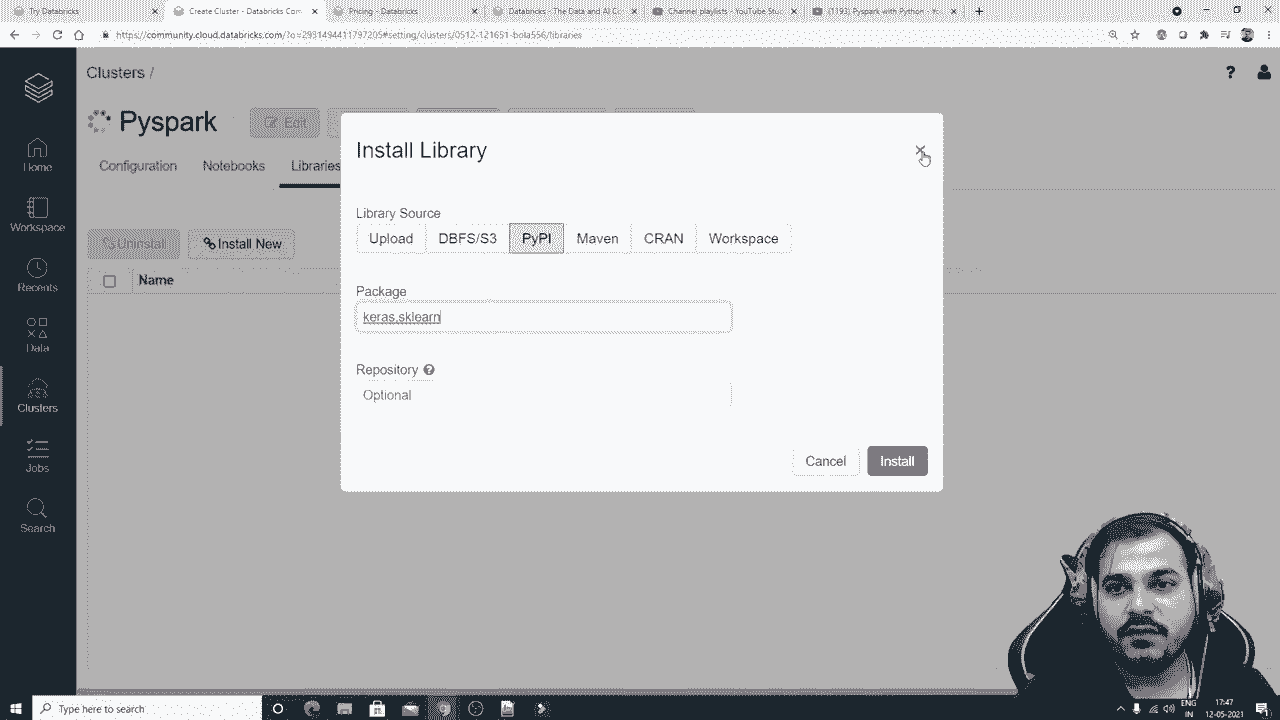 Try Databricks
Create Cluster - Databricks Com
Pricing - Databricks
Databricks - The Data and AI Co
Channel playlists - YouTube Stud
(1193) Pyspark with Python - Yo
https://community.cloud.databricks.com/?o=2931494411797205#setting/clusters/0512-121651-bola556/libraries
Clusters /
Pyspark
Edit
Configuration
Notebooks
Libraries
Uninstall
Install New
Name
Home
Workspace
Recents
Data
Clusters
Jobs
Search
Install Library
Library Source
Upload
DBFS/S3
PyPI
Maven
CRAN
Workspace
Package
keras,sklearn
Repository
Optional
Cancel
Install
Type here to search
ENG
IN
17:47
12-05-2021